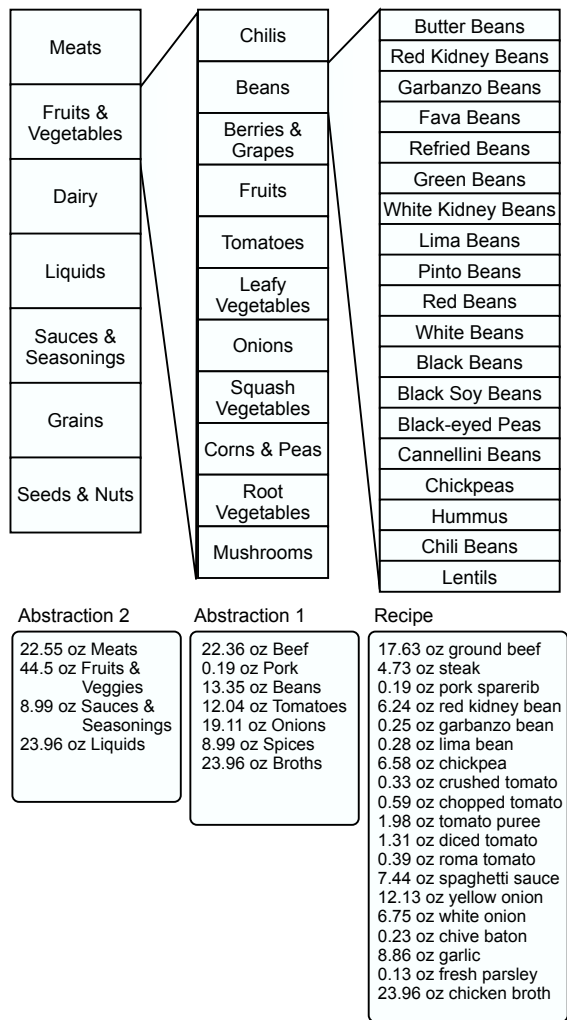 Meats
Fruits &
Vegetables
Dairy
Liquids
Sauces &
Seasonings
Grains
Seeds & Nuts
Chilis
Beans
Berries &
Grapes
Fruits
Tomatoes
Leafy
Vegetables
Onions
Squash
Vegetables
Corns & Peas
Root
Vegetables
Mushrooms
Butter Beans
Red Kidney Beans
Garbanzo Beans
Fava Beans
Refried Beans
Green Beans
White Kidney Beans
Lima Beans
Pinto Beans
Red Beans
White Beans
Black Beans
Black Soy Beans
Black-eyed Peas
Cannellini Beans
Chickpeas
Hummus
Chili Beans
Lentils
Abstraction 2
22.55 oz Meats
44.5 oz Fruits &
Veggies
8.99 oz Sauces &
Seasonings
23.96 oz Liquids
Abstraction 1
22.36 oz Beef
0.19 oz Pork
13.35 oz Beans
12.04 oz Tomatoes
19.11 oz Onions
8.99 oz Spices
23.96 oz Broths
Recipe
17.63 oz ground beef
4.73 oz steak
0.19 oz pork sparerib
6.24 oz red kidney bean
0.25 oz garbanzo bean
0.28 oz lima bean
6.58 oz chickpea
0.33 oz crushed tomato
0.59 oz chopped tomato
1.98 oz tomato puree
1.31 oz diced tomato
0.39 oz roma tomato
7.44 oz spaghetti sauce
12.13 oz yellow onion
6.75 oz white onion
0.23 oz chive baton
8.86 oz garlic
0.13 oz fresh parsley
23.96 oz chicken broth